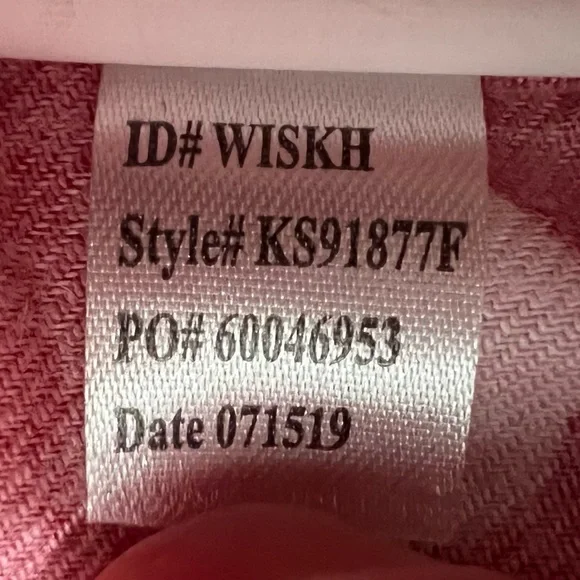 ID# WISKH
Style# KS91877F
PO# 60046953
Date 071519